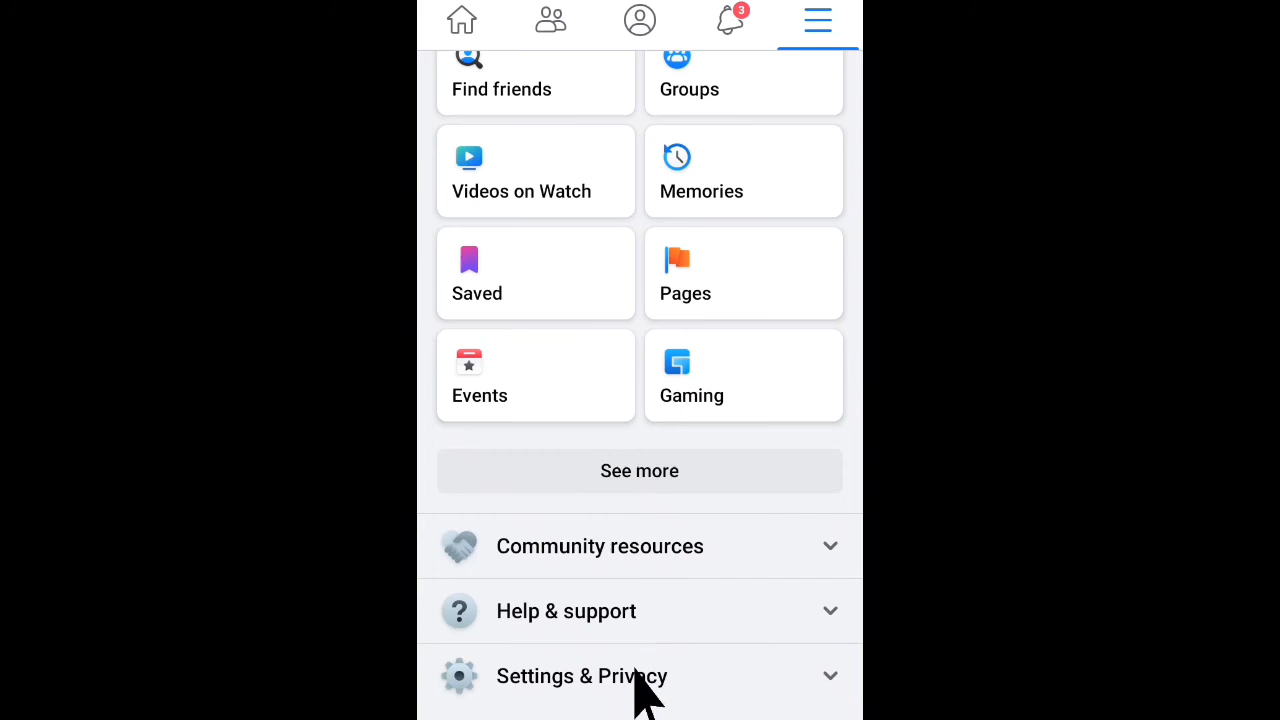 3
Find friends
Groups
Videos on Watch
Memories
Saved
Pages
Events
Gaming
See more
Community resources
? Help & support
Settings & Privacy